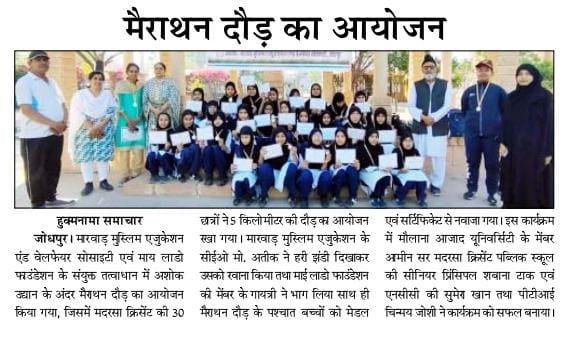 मैराथन दौड़ का आयोजन
हुक्मनामा समाचार
जोधपुर। मारवाड़ मुस्लिम एजुकेशन
एंड वेलफेयर सोसाइटी एवं माय लाडो
फाउंडेशन के संयुक्त तत्वाधान में अशोक
उद्यान के अंदर मैराथन दौड़ का आयोजन
किया गया, जिसमें मदरसा क्रिसेंट की 30
छात्रों ने 5 किलोमीटर की दौड़ का आयोजन
रखा गया। मारवाड़ मुस्लिम एजुकेशन के
सीईओ मो. अतीक ने हरी झंडी दिखाकर
उसको रवाना किया तथा माई लाडो फाउंडेशन
की मेंबर के गायत्री ने भाग लिया साथ ही
मैराथन दौड़ के पश्चात बच्चों को मेडल
एवं सर्टिफिकेट से नवाजा गया। इस कार्यक्रम
में मौलाना आजाद यूनिवर्सिटी के मेंबर
आमीन सर मदरसा क्रिसेंट पब्लिक स्कूल
की सीनियर प्रिंसिपल शबाना टाक एवं
एनसीसी की सुमेरा खान तथा पीटीआई
चिन्मय जोशी ने कार्यक्रम को सफल बनाया।